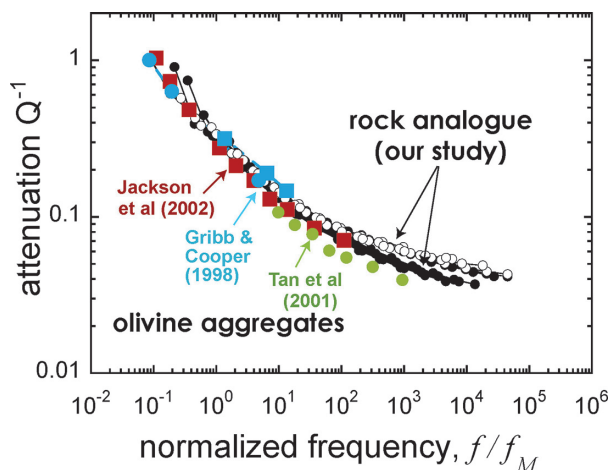 attenuation Q⁻¹
1
0.1
0.01
rock analogue
(our study)
Jackson
et al (2002)
Gribb &
Cooper
(1998)
Tan et al
(2001)
olivine aggregates
10⁻² 10⁻¹ 10⁰ 10¹ 10² 10³ 10⁴ 10⁵ 10⁶
normalized frequency, f/f_M